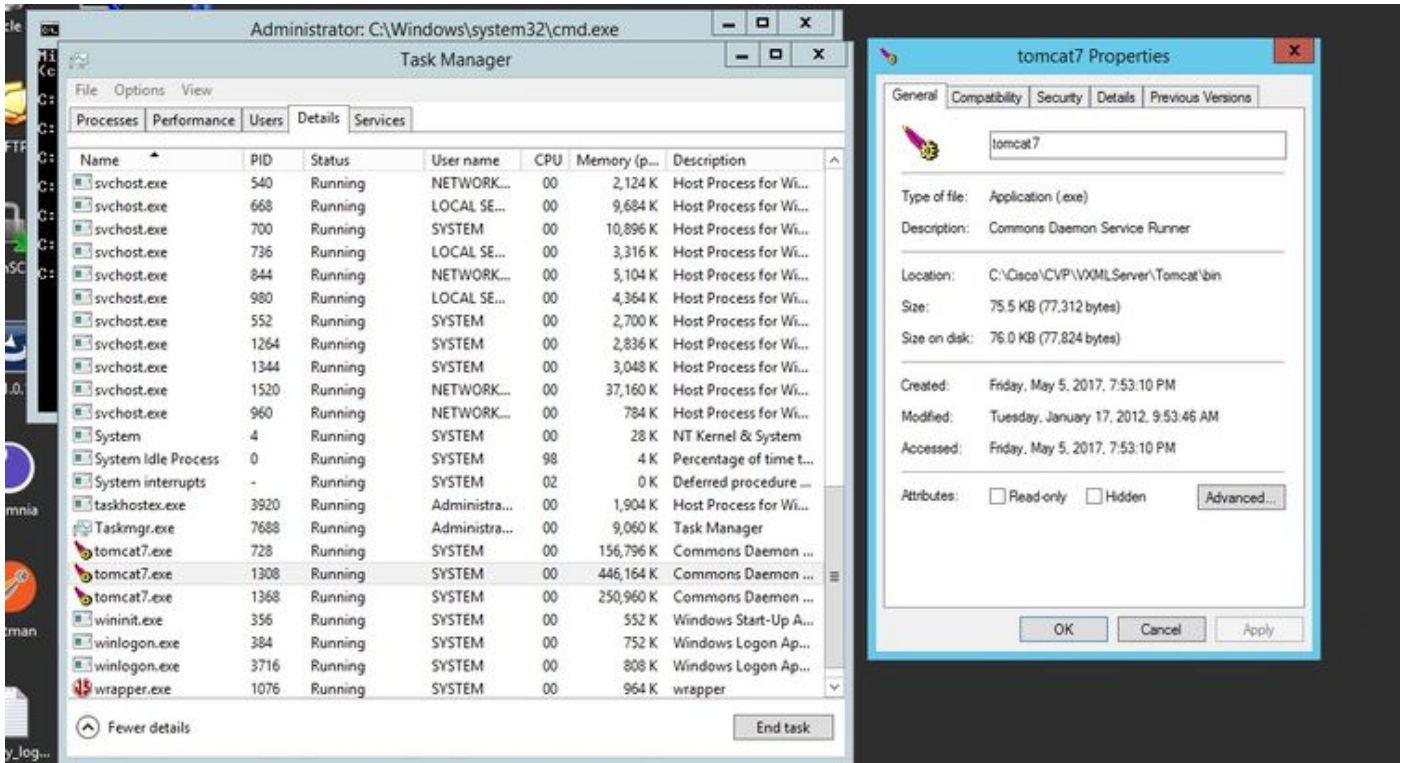 Administrator: C:\Windows\system32\cmd.exe
Task Manager
File Options View
Processes Performance Users Details Services
Name PID Status User name CPU Memory (p... Description
svchost.exe 540 Running NETWORK... 00 2,124 K Host Process for Wi...
svchost.exe 668 Running LOCAL SE... 00 9,684 K Host Process for Wi...
svchost.exe 700 Running SYSTEM 00 10,896 K Host Process for Wi...
svchost.exe 736 Running LOCAL SE... 00 3,316 K Host Process for Wi...
svchost.exe 844 Running NETWORK... 00 5,104 K Host Process for Wi...
svchost.exe 980 Running LOCAL SE... 00 4,364 K Host Process for Wi...
svchost.exe 552 Running SYSTEM 00 2,700 K Host Process for Wi...
svchost.exe 1264 Running SYSTEM 00 2,836 K Host Process for Wi...
svchost.exe 1344 Running SYSTEM 00 3,048 K Host Process for Wi...
svchost.exe 1520 Running NETWORK... 00 37,160 K Host Process for Wi...
svchost.exe 960 Running NETWORK... 00 784 K Host Process for Wi...
System 4 Running SYSTEM 00 28 K NT Kernel & System
System Idle Process 0 Running SYSTEM 98 4 K Percentage of time t...
System interrupts - Running SYSTEM 02 0 K Deferred procedure ...
taskhostex.exe 3920 Running Administra... 00 1,904 K Host Process for Wi...
Taskmgr.exe 7688 Running Administra... 00 9,060 K Task Manager
tomcat7.exe 728 Running SYSTEM 00 156,796 K Commons Daemon ...
tomcat7.exe 1308 Running SYSTEM 00 446,164 K Commons Daemon ...
tomcat7.exe 1368 Running SYSTEM 00 250,960 K Commons Daemon ...
wininit.exe 356 Running SYSTEM 00 552 K Windows Start-Up A...
winlogon.exe 384 Running SYSTEM 00 752 K Windows Logon Ap...
winlogon.exe 3716 Running SYSTEM 00 808 K Windows Logon Ap...
wrapper.exe 1076 Running SYSTEM 00 964 K wrapper
Fewer details
End task
tomcat7 Properties
General Compatibility Security Details Previous Versions
tomcat7
Type of file: Application (.exe)
Description: Commons Daemon Service Runner
Location: C:\Cisco\CVP\VXMLServer\Tomcat\bin
Size: 75.5 KB (77,312 bytes)
Size on disk: 76.0 KB (77,824 bytes)
Created: Friday, May 5, 2017, 7:53:10 PM
Modified: Tuesday, January 17, 2012, 9:53:46 AM
Accessed: Friday, May 5, 2017, 7:53:10 PM
Attributes: Read-only Hidden Advanced...
OK Cancel Apply